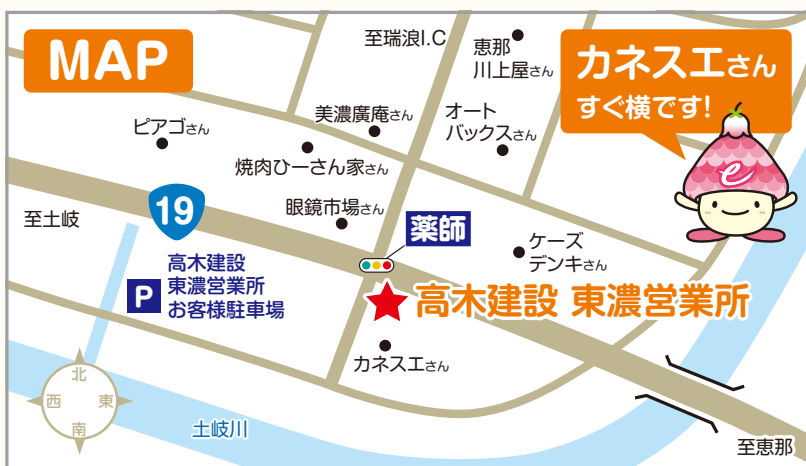 MAP
至瑞浪I.C
恵那
川上屋さん
カネスエさん
すぐ横です!
ピアゴさん
美濃廣庵さん
オート
バックスさん
焼肉ひーさん家さん
e
19
眼鏡市場さん
至土岐
薬師
ケーズ
デンキさん
P
高木建設
東濃営業所
お客様駐車場
高木建設 東濃営業所
カネスエさん
北
西
東
南
土岐川
至恵那